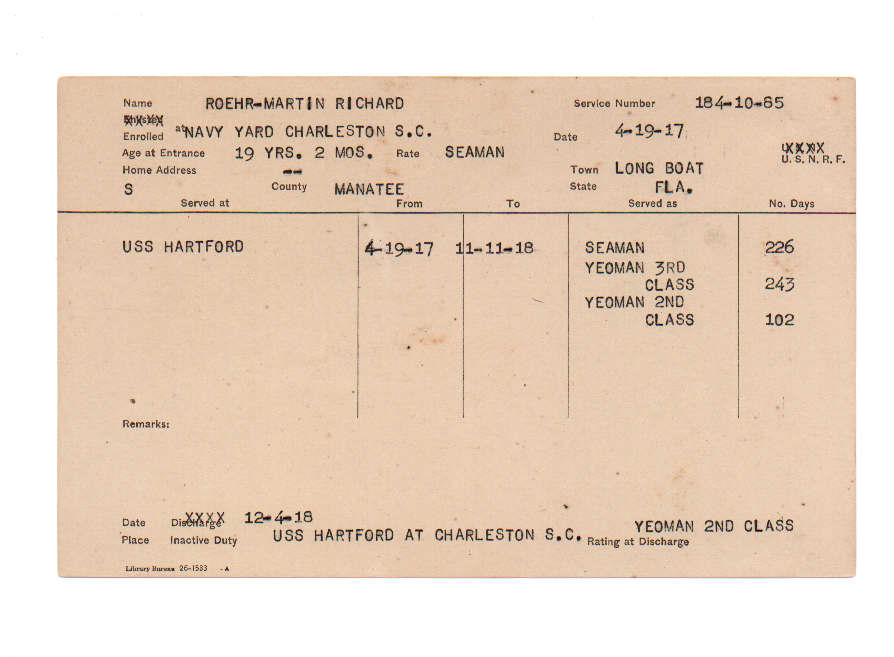 Name ROEHR-MARTIN RICHARD Service Number 184-10-85
Enrolled at NAVY YARD CHARLESTON S.C. Date 4-19-17
Age at Entrance 19 YRS. 2 MOS. Rate SEAMAN U.S.N.R.F.
Home Address -- Town LONG BOAT
S County MANATEE State FLA.
Served at From To Served as No. Days
USS HARTFORD 4-19-17 11-11-18 SEAMAN 226
YEOMAN 3RD
CLASS 243
YEOMAN 2ND
CLASS 102
Remarks:
Date Discharge XXXX 12-4-18
Place Inactive Duty USS HARTFORD AT CHARLESTON S.C. Rating at Discharge YEOMAN 2ND CLASS
Library Bureau 26-1533 -A